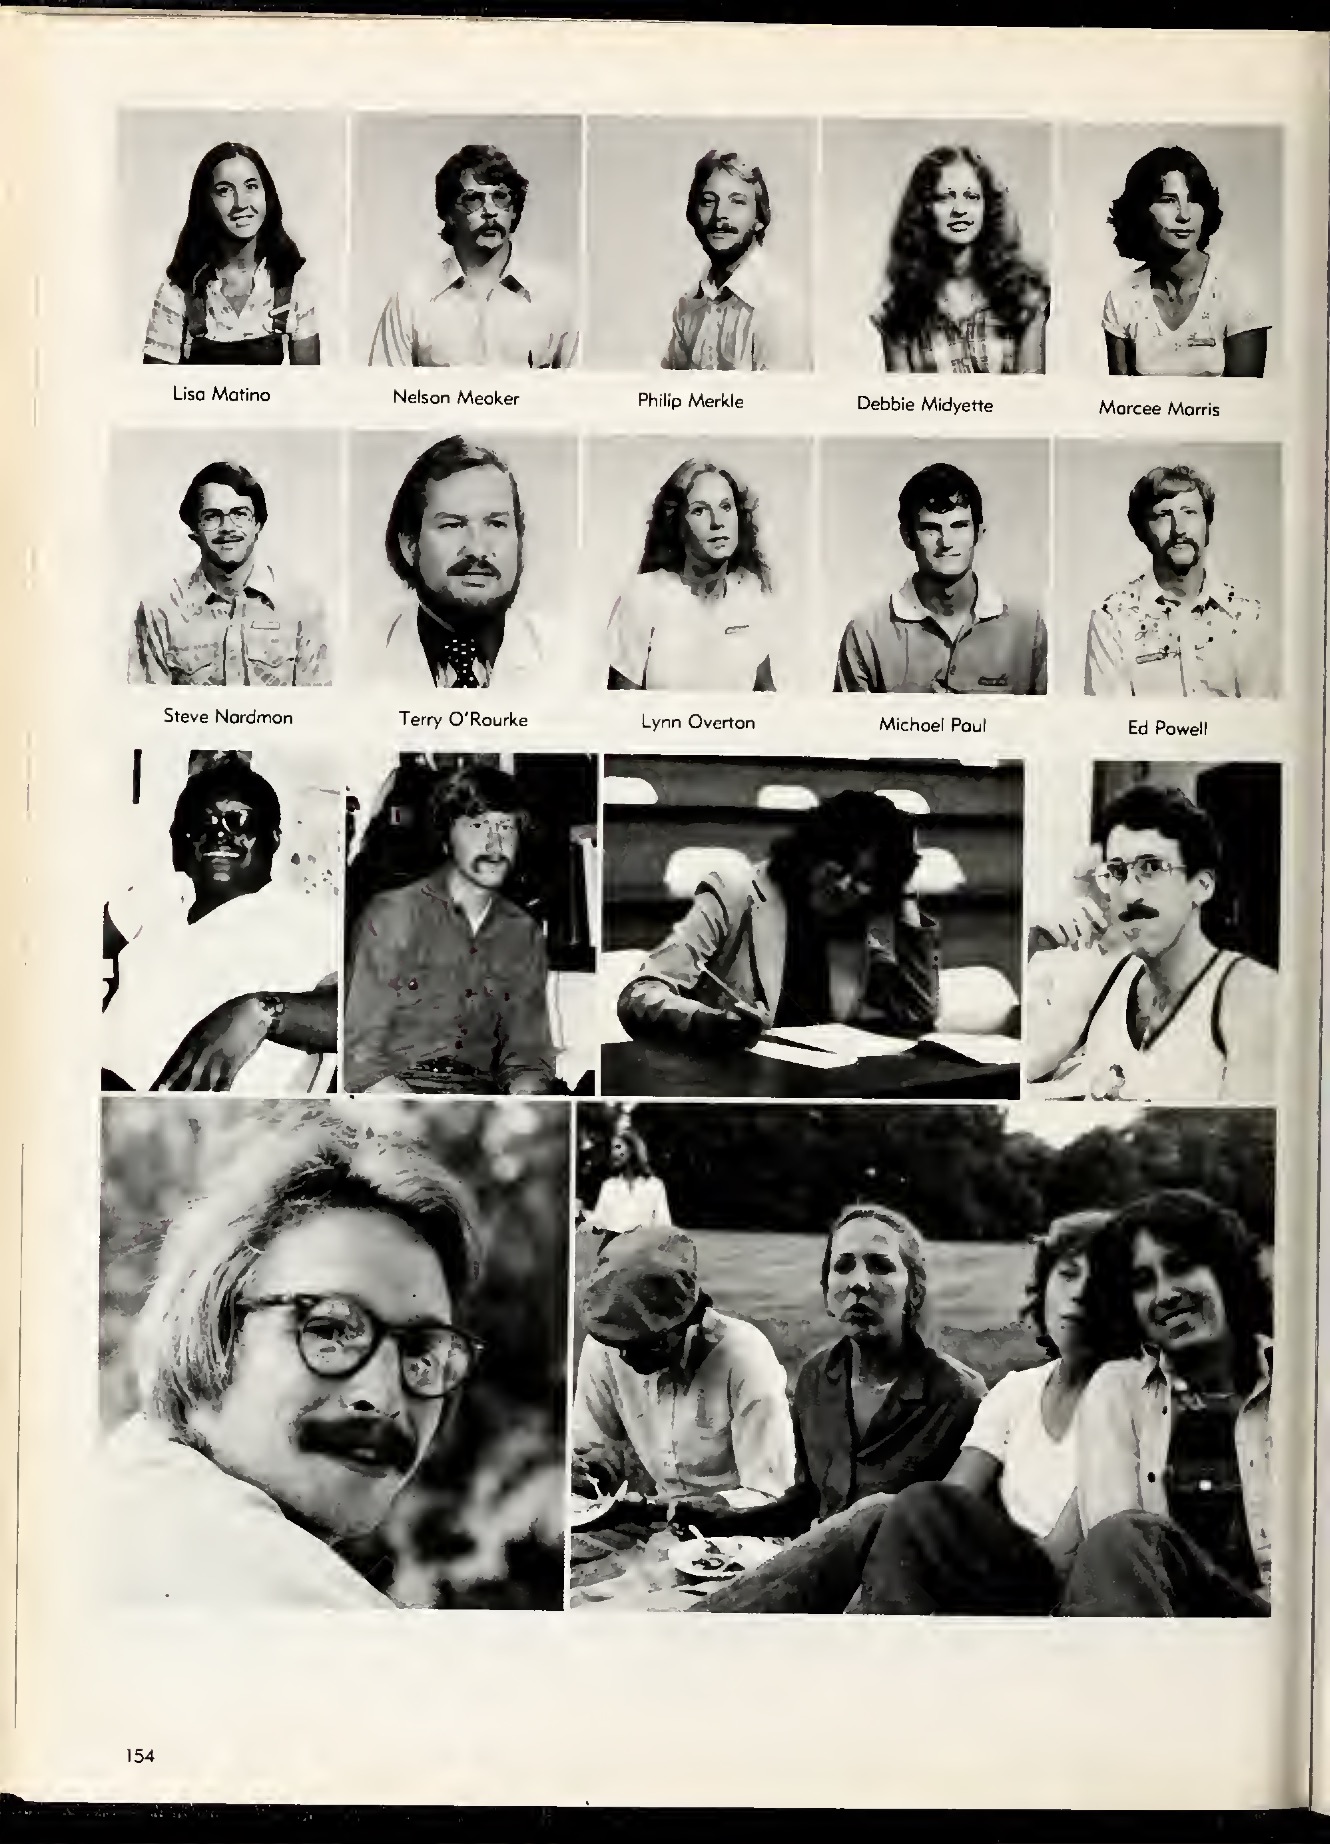 Lisa Matino
Nelson Meaker
Philip Merkle
Debbie Midyette
Marcee Morris
Steve Nardmon
Terry O'Rourke
Lynn Overton
Michael Paul
Ed Powell
154